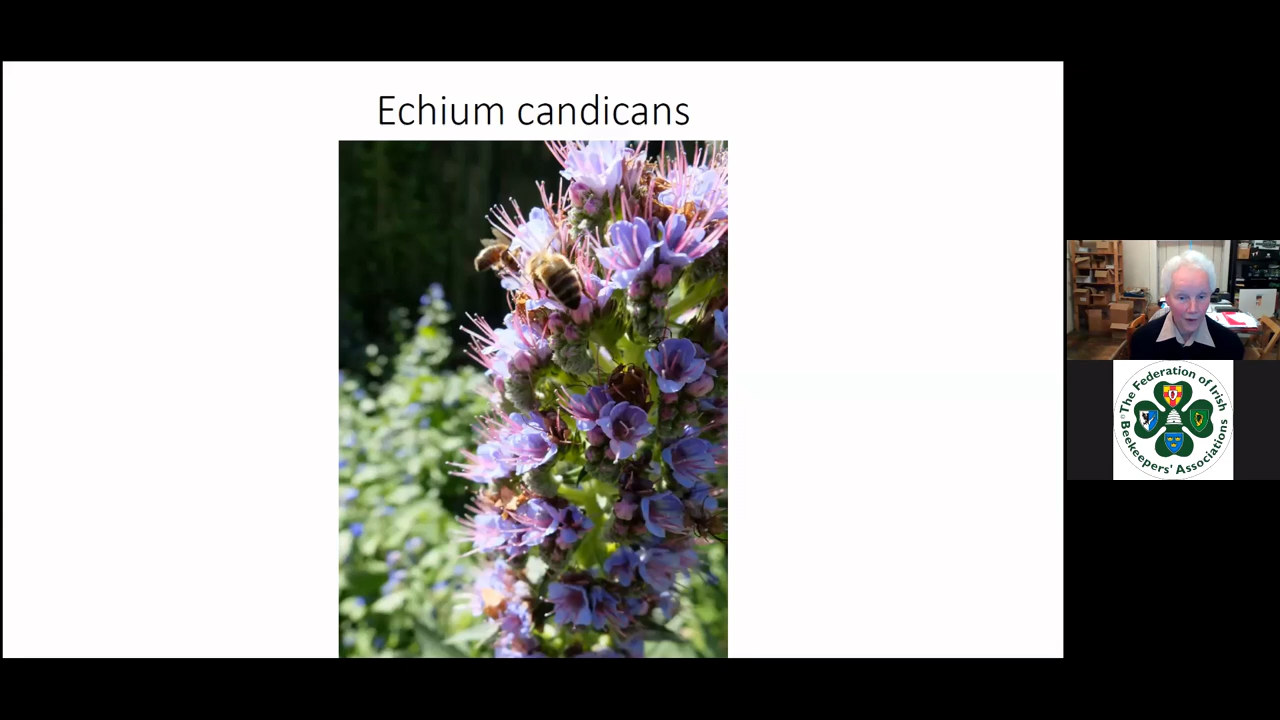 Echium candicans
The Federation of Irish
Beekeepers' Associations